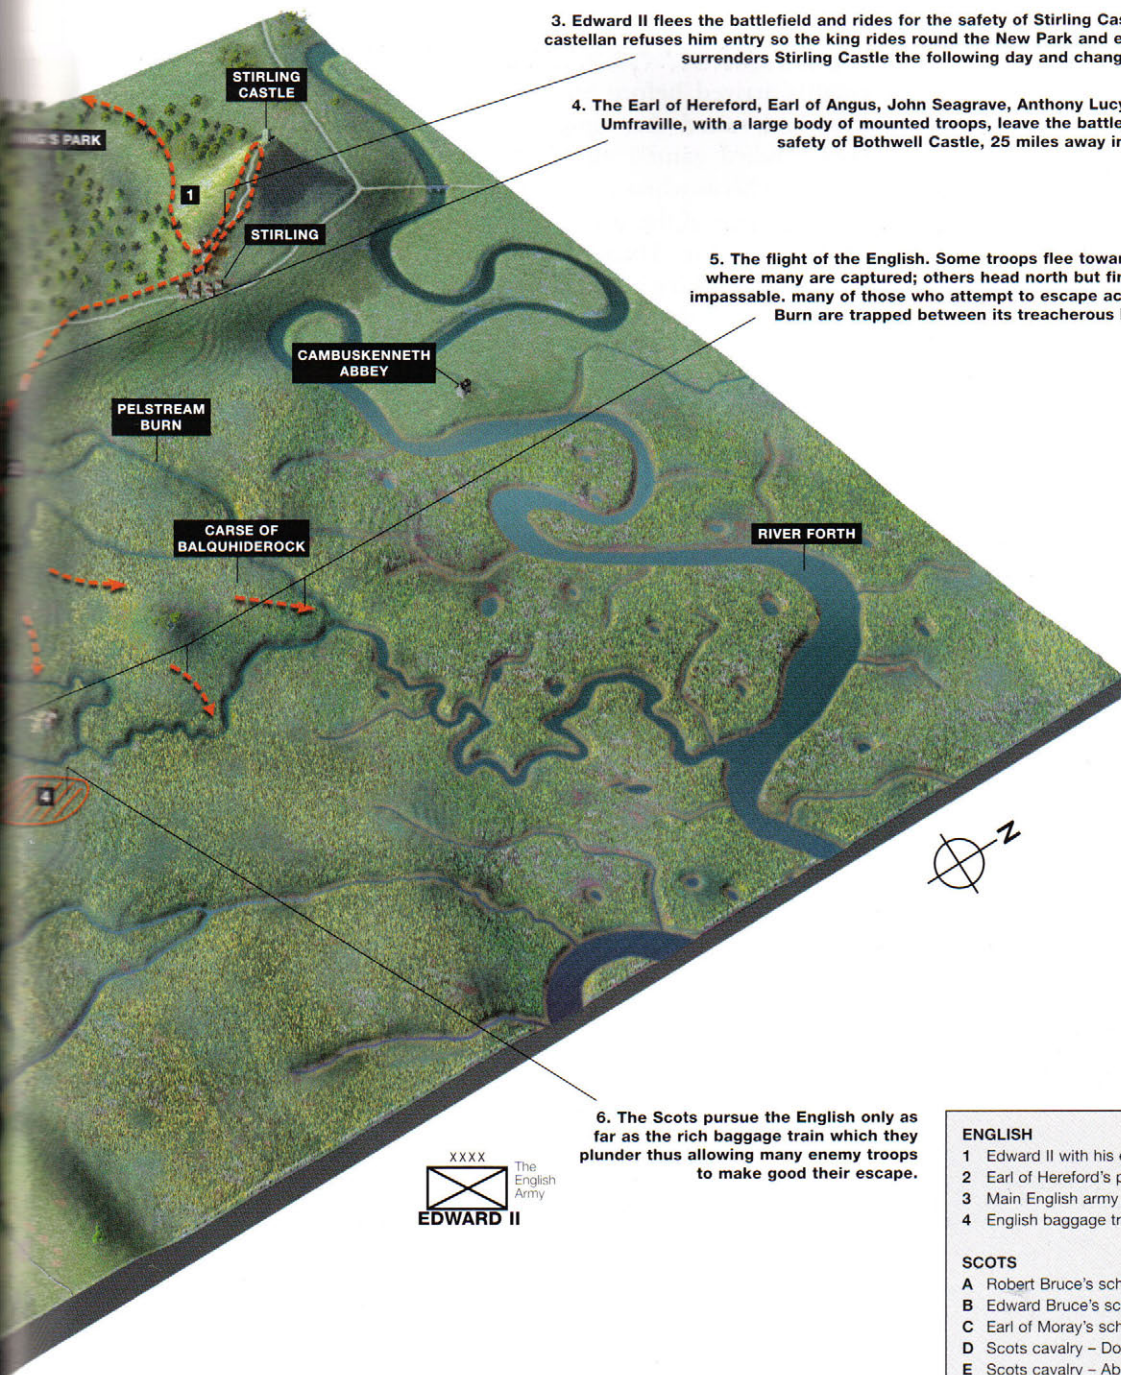 3. Edward II flees the battlefield and rides for the safety of Stirling
castellan refuses him entry so the king rides round the New Park and
surrenders Stirling Castle the following day and
4. The Earl of Hereford, Earl of Angus, John Seagrave, Anthony Lucy
Umfraville, with a large body of mounted troops, leave the
safety of Bothwell Castle, 25 miles away
5. The flight of the English. Some troops flee
where many are captured; others head north but
impassable. many of those who attempt to escape
Burn are trapped between its treacherous
STIRLING
CASTLE
PARK
1
STIRLING
CAMBUSKENNETH
ABBEY
PELSTREAM
BURN
CARSE OF
BALQUHIDEROCK
RIVER FORTH
4
N
6. The Scots pursue the English only as
far as the rich baggage train which they
plunder thus allowing many enemy troops
to make good their escape.
XXXX
The
English
Army
EDWARD II
ENGLISH
1 Edward II with his
2 Earl of Hereford's
3 Main English army
4 English baggage
SCOTS
A Robert Bruce's
B Edward Bruce's
C Earl of Moray's
D Scots cavalry –
E Scots cavalry –